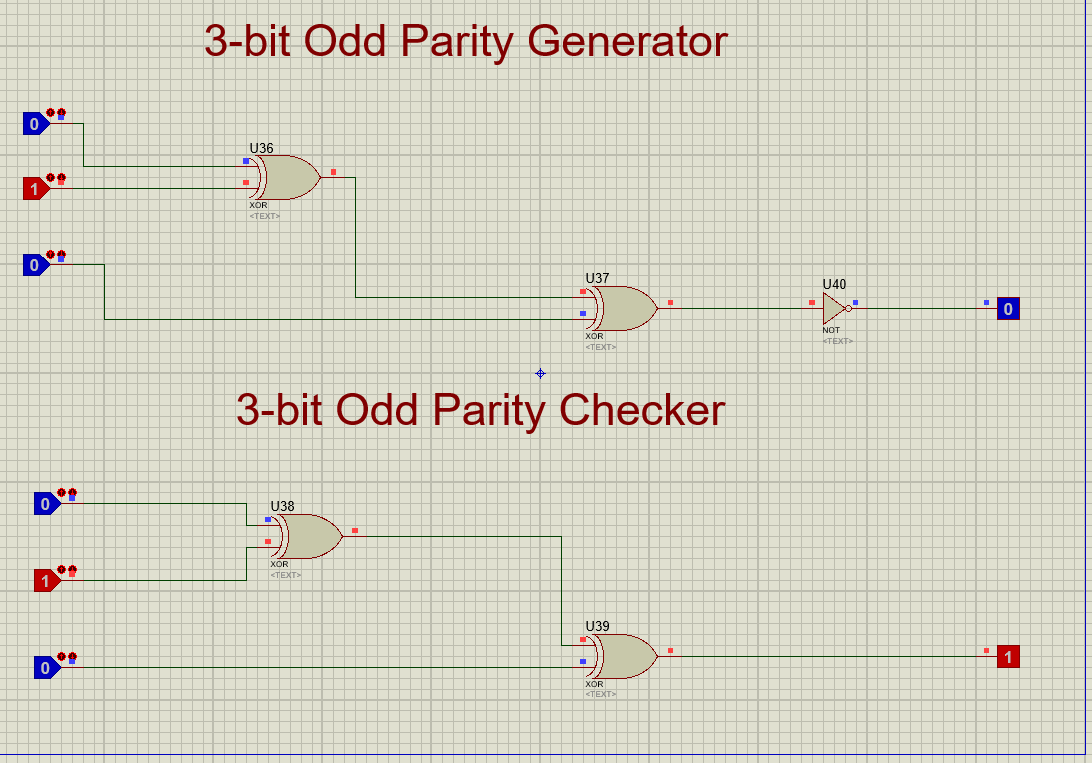 3-bit Odd Parity Generator
0
U36
1
XOR
<TEXT>
0
U37
U40
0
XOR
NOT
<TEXT>
<TEXT>
3-bit Odd Parity Checker
0
U38
XOR
<TEXT>
1
U39
0
1
XOR
<TEXT>